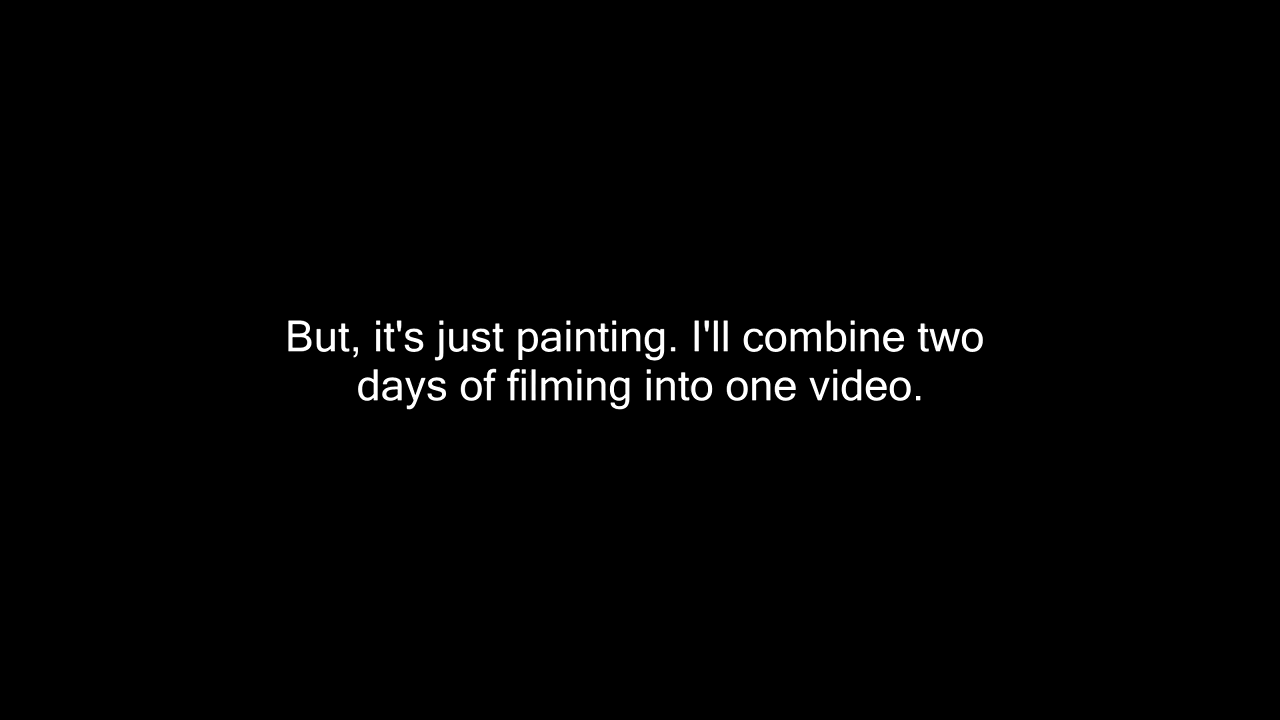 But, it's just painting. I'll combine two
days of filming into one video.